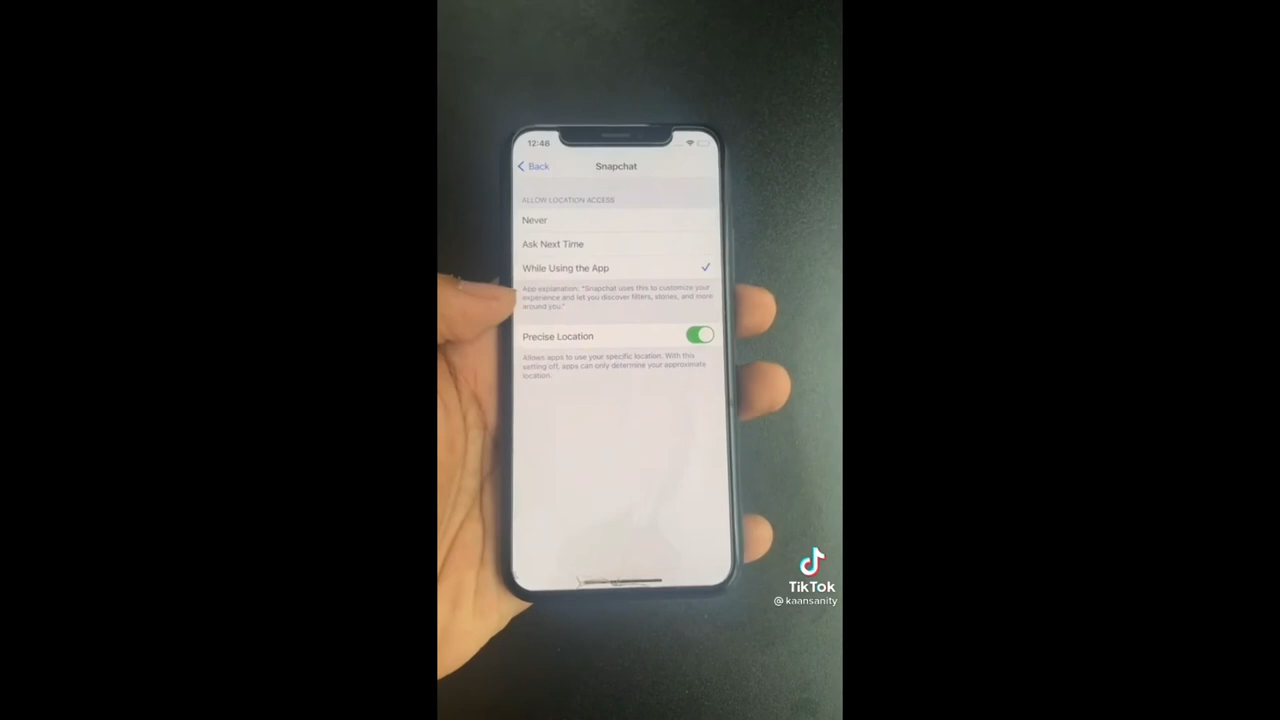 12:48
Back
Snapchat
ALLOW LOCATION ACCESS
Never
Ask Next Time
While Using the App
App explanation: “Snapchat uses this to customize your
experience and let you discover filters, stories, and more
around you.”
Precise Location
Allows apps to use your specific location. With this
setting off, apps can only determine your approximate
location.
TikTok
@kaansanity